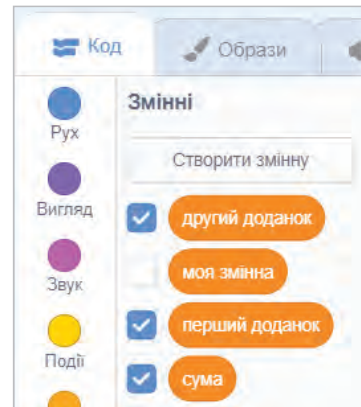 Код
Образи
Рух
Вигляд
Звук
Події
Змінні
Створити змінну
другий доданок
моя змінна
перший доданок
сума